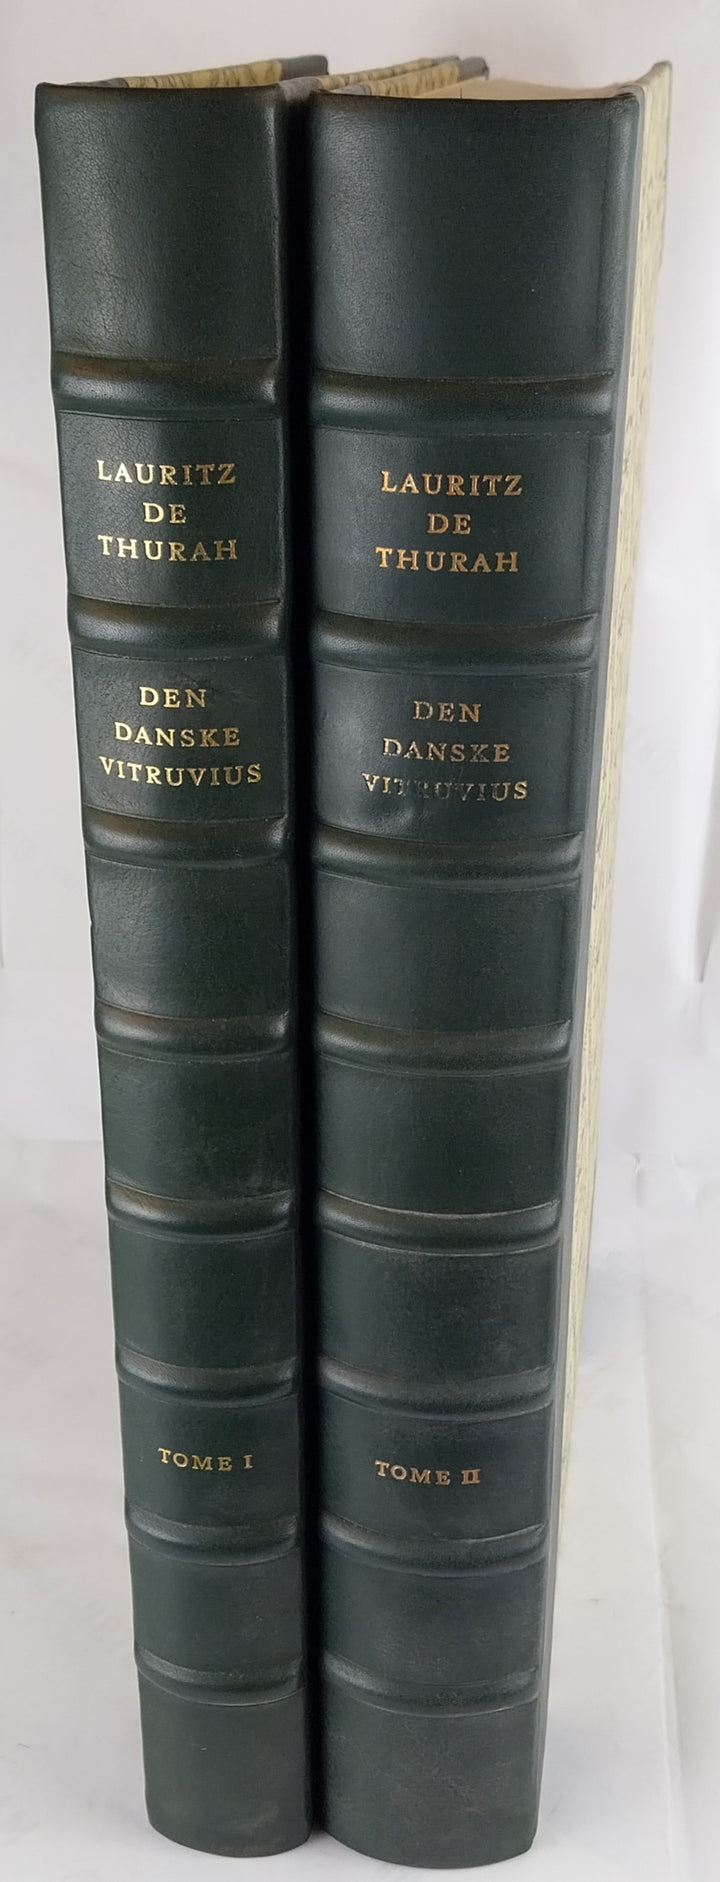 LAURITZ
DE
THURAH
DEN
DANSKE
VITRUVIUS
TOME I
LAURITZ
DE
THURAH
DEN
DANSKE
VITRUVIUS
TOME II